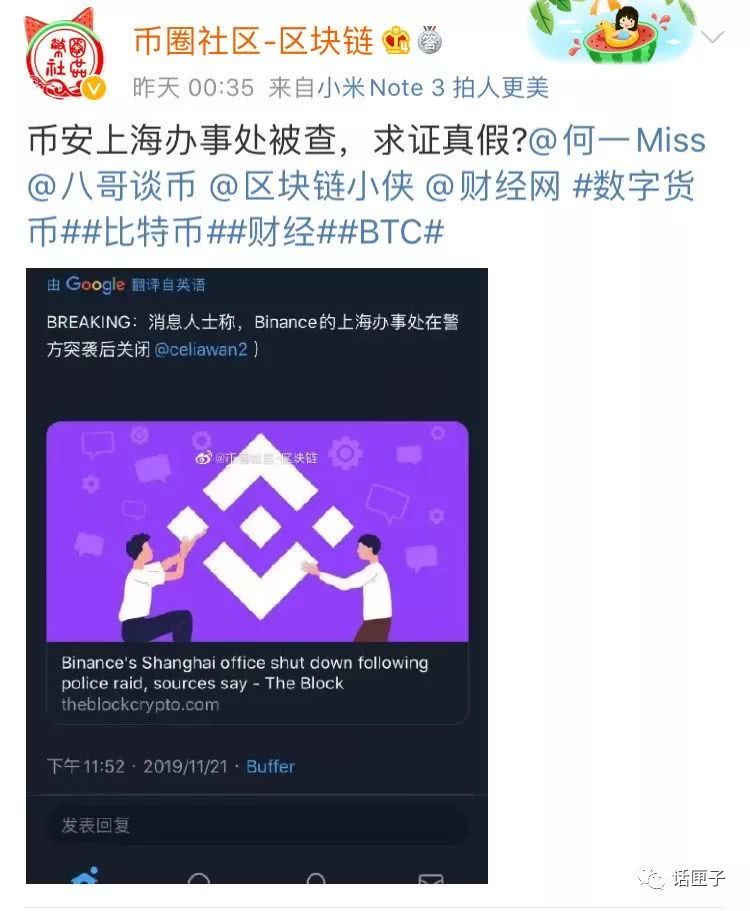 币圈社区-区块链
昨天 00:35 来自小米Note 3 拍人更美
币安上海办事处被查，求证真假?@何一Miss
@八哥谈币 @区块链小侠 @财经网 #数字货
币##比特币##财经##BTC#
由 Google 翻译自英语
BREAKING：消息人士称，Binance的上海办事处在警
方突袭后关闭 @celiawan2 )
@币圈社区-区块链
Binance's Shanghai office shut down following
police raid, sources say - The Block
theblockcrypto.com
下午11:52 · 2019/11/21 · Buffer
发表回复
话匣子